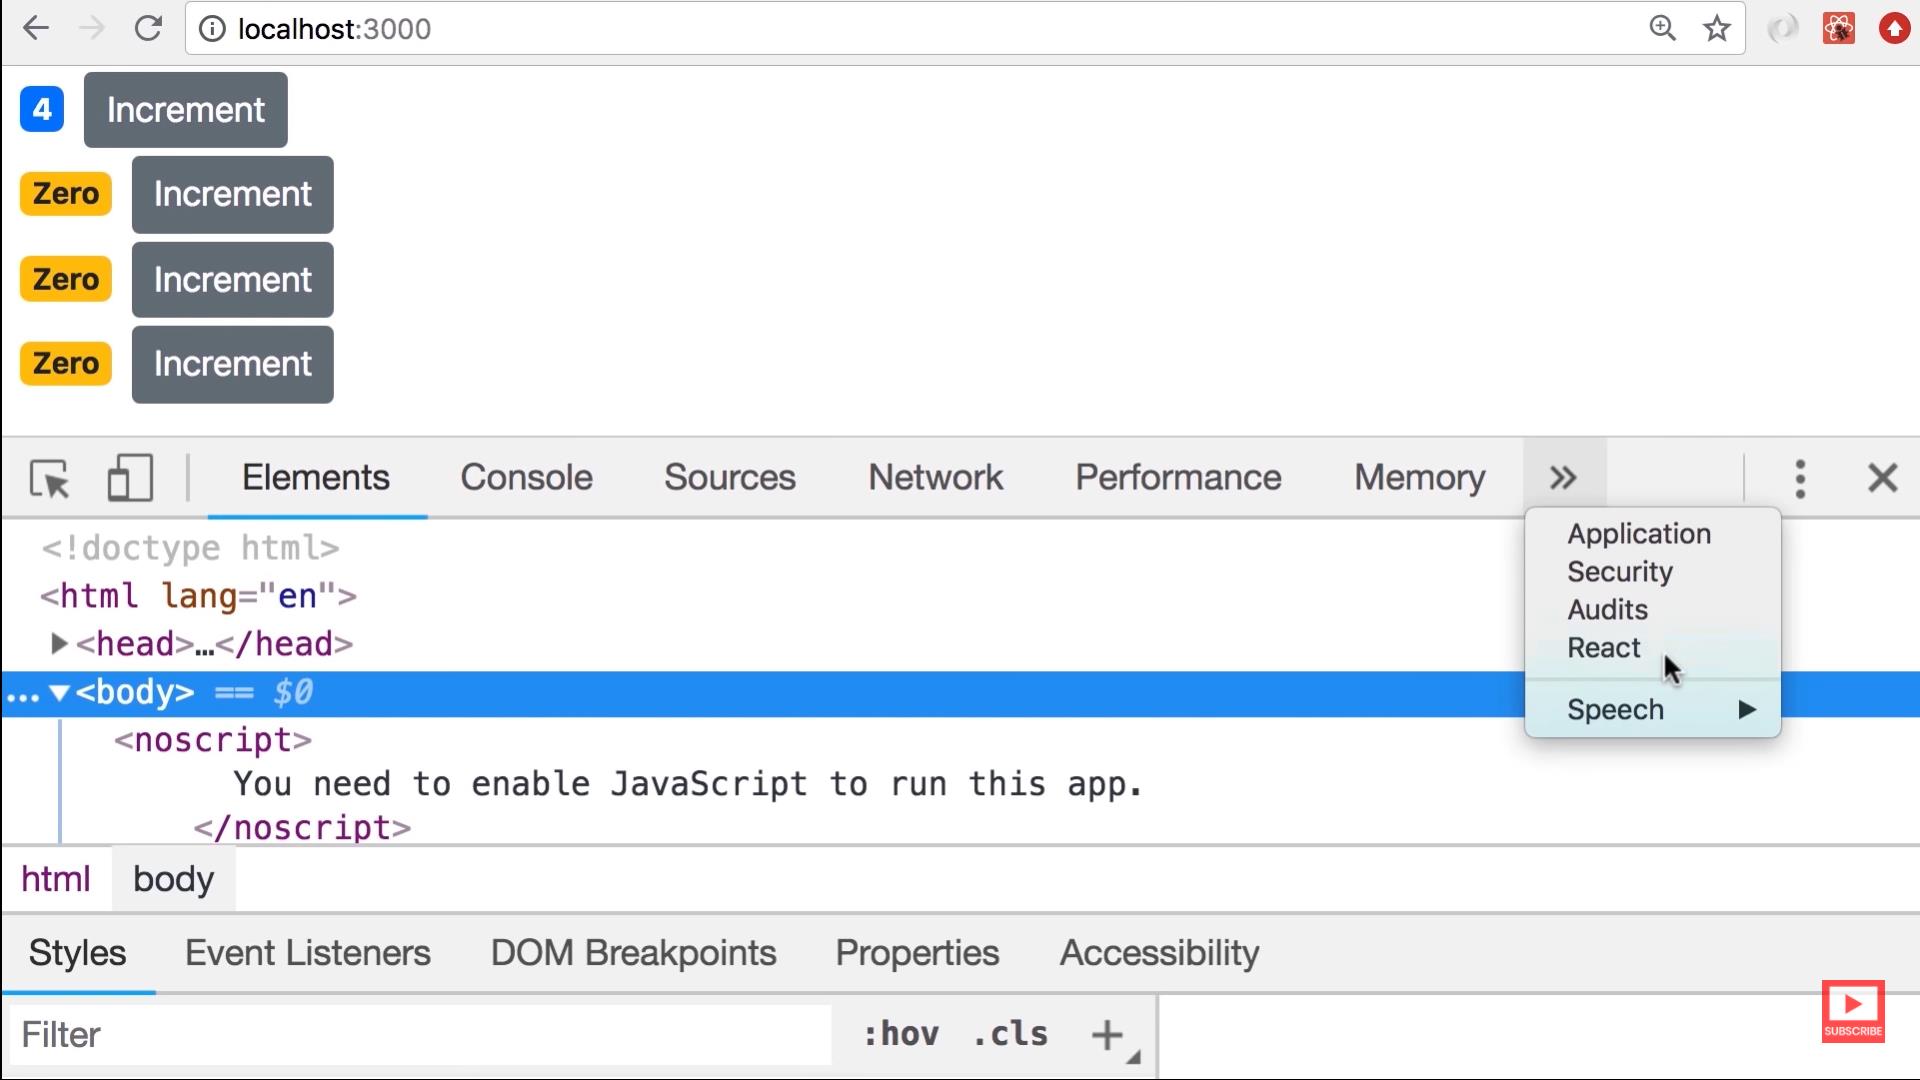 localhost:3000
4 Increment
Zero Increment
Zero Increment
Zero Increment
Elements Console Sources Network Performance Memory »
Application
Security
Audits
React
Speech
<!doctype html>
<html lang="en">
<head>…</head>
… <body> == $0
<noscript>
You need to enable JavaScript to run this app.
</noscript>
html body
Styles Event Listeners DOM Breakpoints Properties Accessibility
Filter :hov .cls +
SUBSCRIBE